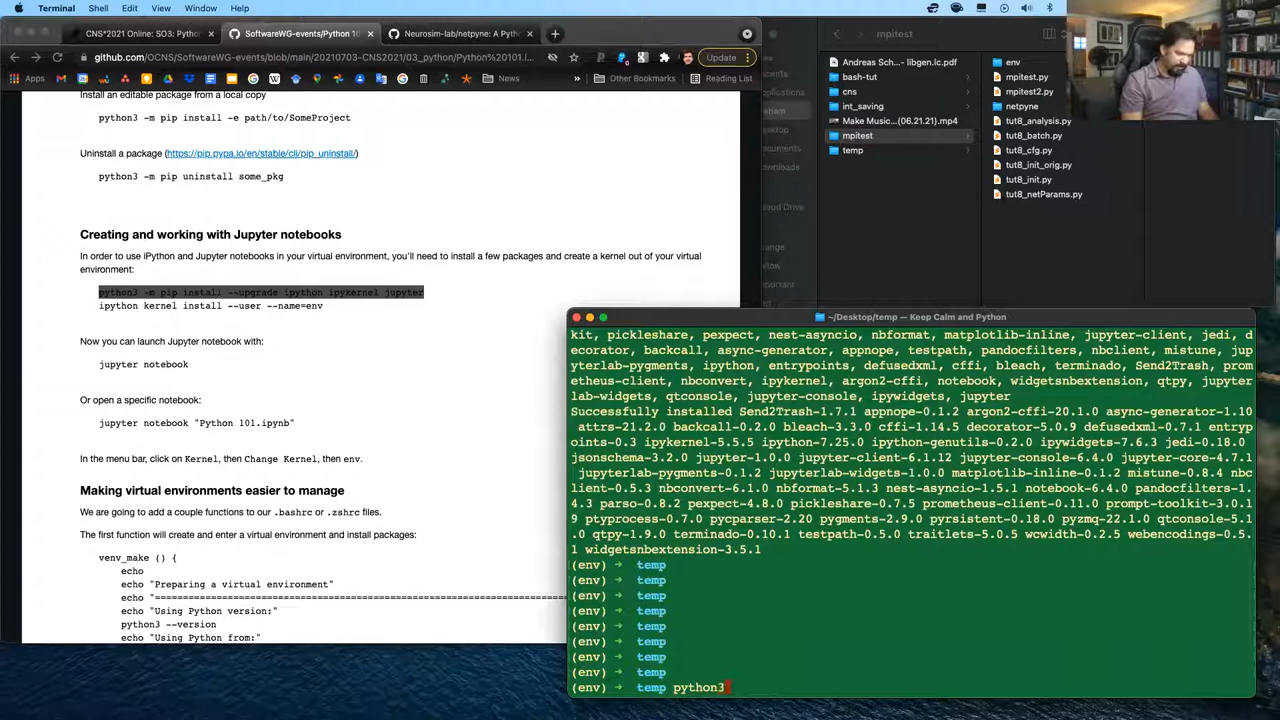 Terminal Shell Edit View Window Help
CNS*2021 Online: SO3: Python
SoftwareWG-events/Python 10
Neurosim-lab/netpyne: A Pyth
github.com/OCNS/SoftwareWG-events/blob/main/20210703-CNS2021/03_python/Python%20101.ipynb
Update
Apps
News
Other Bookmarks
Reading List
Install an editable package from a local copy
python3 -m pip install -e path/to/SomeProject
Uninstall a package (https://pip.pypa.io/en/stable/cli/pip_uninstall/)
python3 -m pip uninstall some_pkg
Creating and working with Jupyter notebooks
In order to use iPython and Jupyter notebooks in your virtual environment, you'll need to install a few packages and create a kernel out of your virtual
environment:
python3 -m pip install --upgrade ipython ipykernel jupyter
ipython kernel install --user --name=env
Now you can launch Jupyter notebook with:
jupyter notebook
Or open a specific notebook:
jupyter notebook "Python 101.ipynb"
In the menu bar, click on Kernel, then Change Kernel, then env.
Making virtual environments easier to manage
We are going to add a couple functions to our .bashrc or .zshrc files.
The first function will create and enter a virtual environment and install packages:
venv_make () {
echo
echo "Preparing a virtual environment"
echo "=====================================================================
echo "Using Python version:"
python3 --version
echo "Using Python from:"
mpitest
Andreas Sch... - libgen.lc.pdf
bash-tut
cns
int_saving
Make Music...(06.21.21).mp4
mpitest
temp
env
mpitest.py
mpitest2.py
netpyne
tut8_analysis.py
tut8_batch.py
tut8_cfg.py
tut8_init_orig.py
tut8_init.py
tut8_netParams.py
~/Desktop/temp — Keep Calm and Python
kit, pickleshare, pexpect, nest-asyncio, nbformat, matplotlib-inline, jupyter-client, jedi, d
ecorator, backcall, async-generator, appnope, testpath, pandocfilters, nbclient, mistune, jup
yterlab-pygments, ipython, entrypoints, defusedxml, cffi, bleach, terminado, Send2Trash, prom
etheus-client, nbconvert, ipykernel, argon2-cffi, notebook, widgetsnbextension, qtpy, jupyter
lab-widgets, qtconsole, jupyter-console, ipywidgets, jupyter
Successfully installed Send2Trash-1.7.1 appnope-0.1.2 argon2-cffi-20.1.0 async-generator-1.10
attrs-21.2.0 backcall-0.2.0 bleach-3.3.0 cffi-1.14.5 decorator-5.0.9 defusedxml-0.7.1 entryp
oints-0.3 ipykernel-5.5.5 ipython-7.25.0 ipython-genutils-0.2.0 ipywidgets-7.6.3 jedi-0.18.0
jsonschema-3.2.0 jupyter-1.0.0 jupyter-client-6.1.12 jupyter-console-6.4.0 jupyter-core-4.7.1
jupyterlab-pygments-0.1.2 jupyterlab-widgets-1.0.0 matplotlib-inline-0.1.2 mistune-0.8.4 nbc
lient-0.5.3 nbconvert-6.1.0 nbformat-5.1.3 nest-asyncio-1.5.1 notebook-6.4.0 pandocfilters-1.
4.3 parso-0.8.2 pexpect-4.8.0 pickleshare-0.7.5 prometheus-client-0.11.0 prompt-toolkit-3.0.1
9 ptyprocess-0.7.0 pycparser-2.20 pygments-2.9.0 pyrsistent-0.18.0 pyzmq-22.1.0 qtconsole-5.1
.0 qtpy-1.9.0 terminado-0.10.1 testpath-0.5.0 traitlets-5.0.5 wcwidth-0.2.5 webencodings-0.5.
1 widgetsnbextension-3.5.1
(env) → temp
(env) → temp
(env) → temp
(env) → temp
(env) → temp
(env) → temp
(env) → temp
(env) → temp
(env) → temp python3